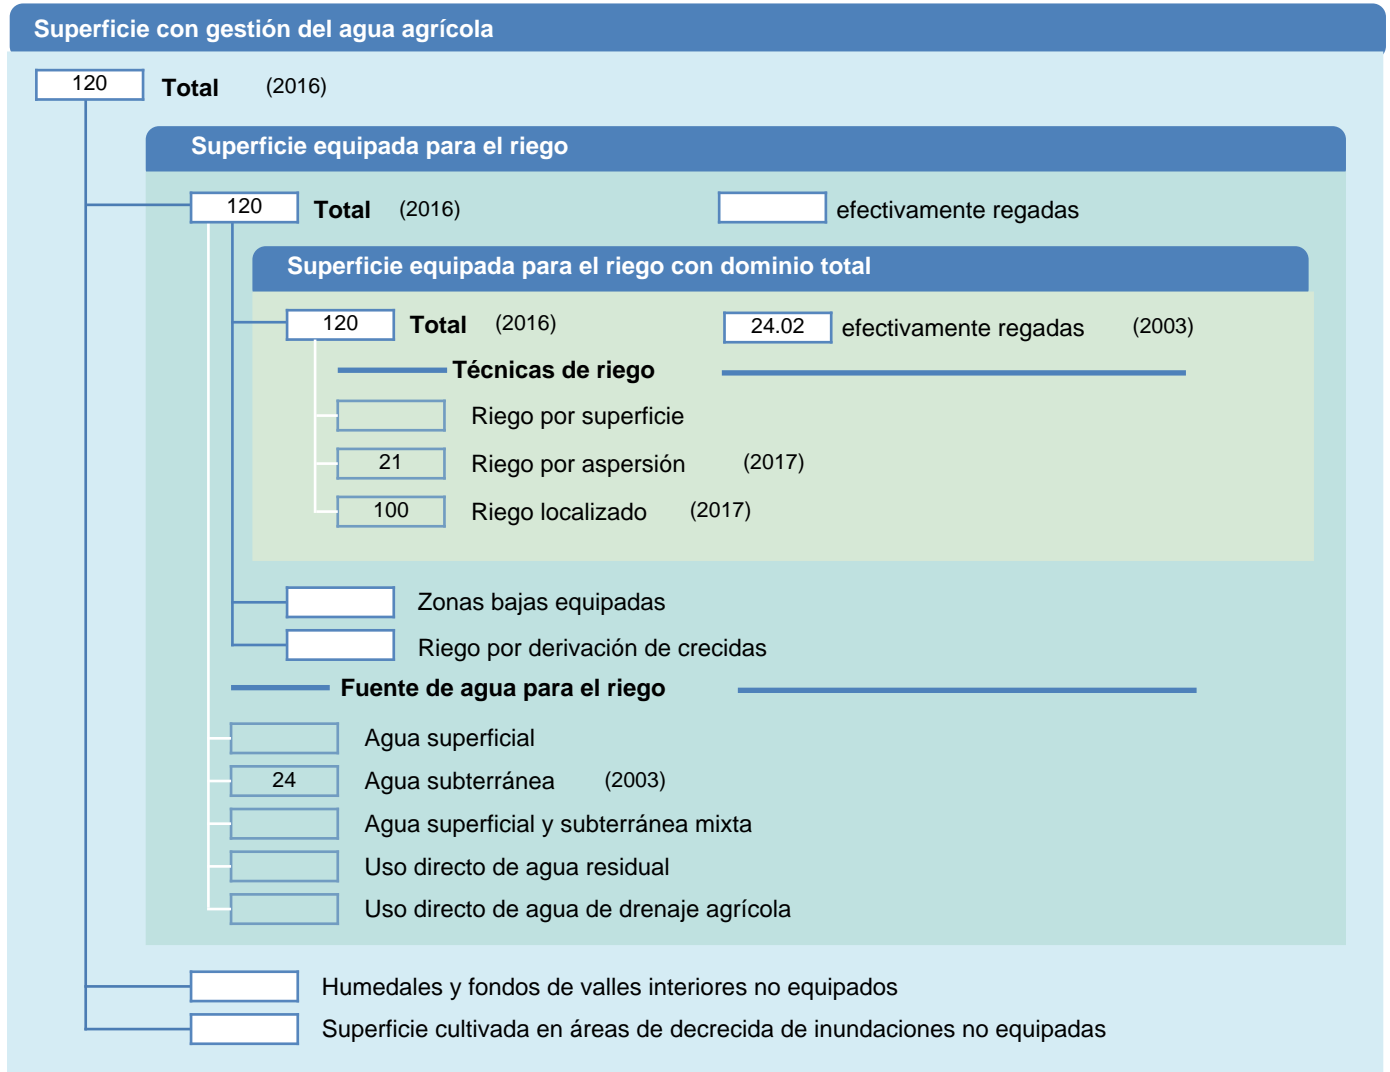 Superficie con gestión del agua agrícola
120 Total (2016)
Superficie equipada para el riego
120 Total (2016) efectivamente regadas
Superficie equipada para el riego con dominio total
120 Total (2016) 24.02 efectivamente regadas (2003)
Técnicas de riego
Riego por superficie
21 Riego por aspersión (2017)
100 Riego localizado (2017)
Zonas bajas equipadas
Riego por derivación de crecidas
Fuente de agua para el riego
Agua superficial
24 Agua subterránea (2003)
Agua superficial y subterránea mixta
Uso directo de agua residual
Uso directo de agua de drenaje agrícola
Humedales y fondos de valles interiores no equipados
Superficie cultivada en áreas de decrecida de inundaciones no equipadas